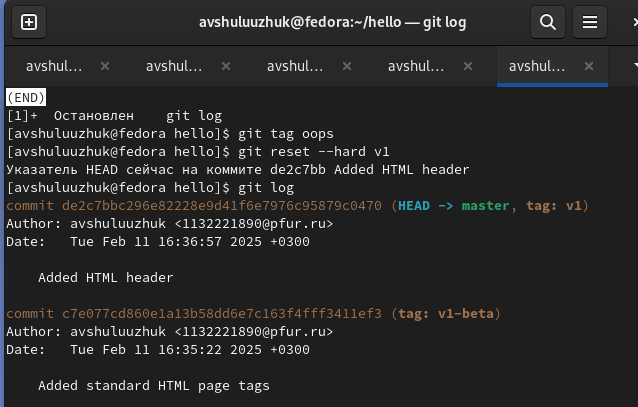 avshuluuzhuk@fedora:~/hello — git log
avshul... × avshul... × avshul... × avshul... × avshul... ×
(END)
[1]+  Остановлен    git log
[avshuluuzhuk@fedora hello]$ git tag oops
[avshuluuzhuk@fedora hello]$ git reset --hard v1
Указатель HEAD сейчас на коммите de2c7bb Added HTML header
[avshuluuzhuk@fedora hello]$ git log
commit de2c7bbc296e82228e9d41f6e7976c95879c0470 (HEAD -> master, tag: v1)
Author: avshuluuzhuk <1132221890@pfur.ru>
Date:   Tue Feb 11 16:36:57 2025 +0300
    Added HTML header
commit c7e077cd860e1a13b58dd6e7c163f4fff3411ef3 (tag: v1-beta)
Author: avshuluuzhuk <1132221890@pfur.ru>
Date:   Tue Feb 11 16:35:22 2025 +0300
    Added standard HTML page tags